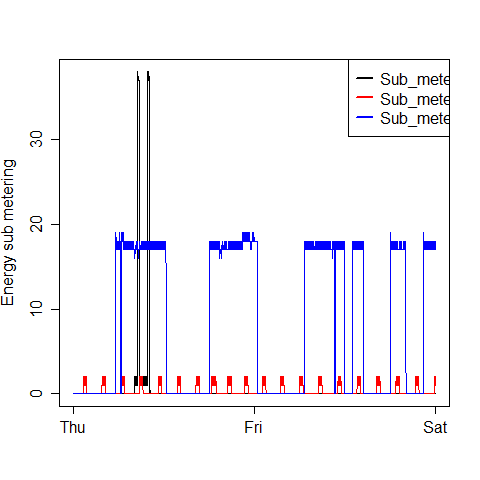 Sub_mete
Sub_mete
Sub_mete
Energy sub metering
30
20
10
0
Thu Fri Sat